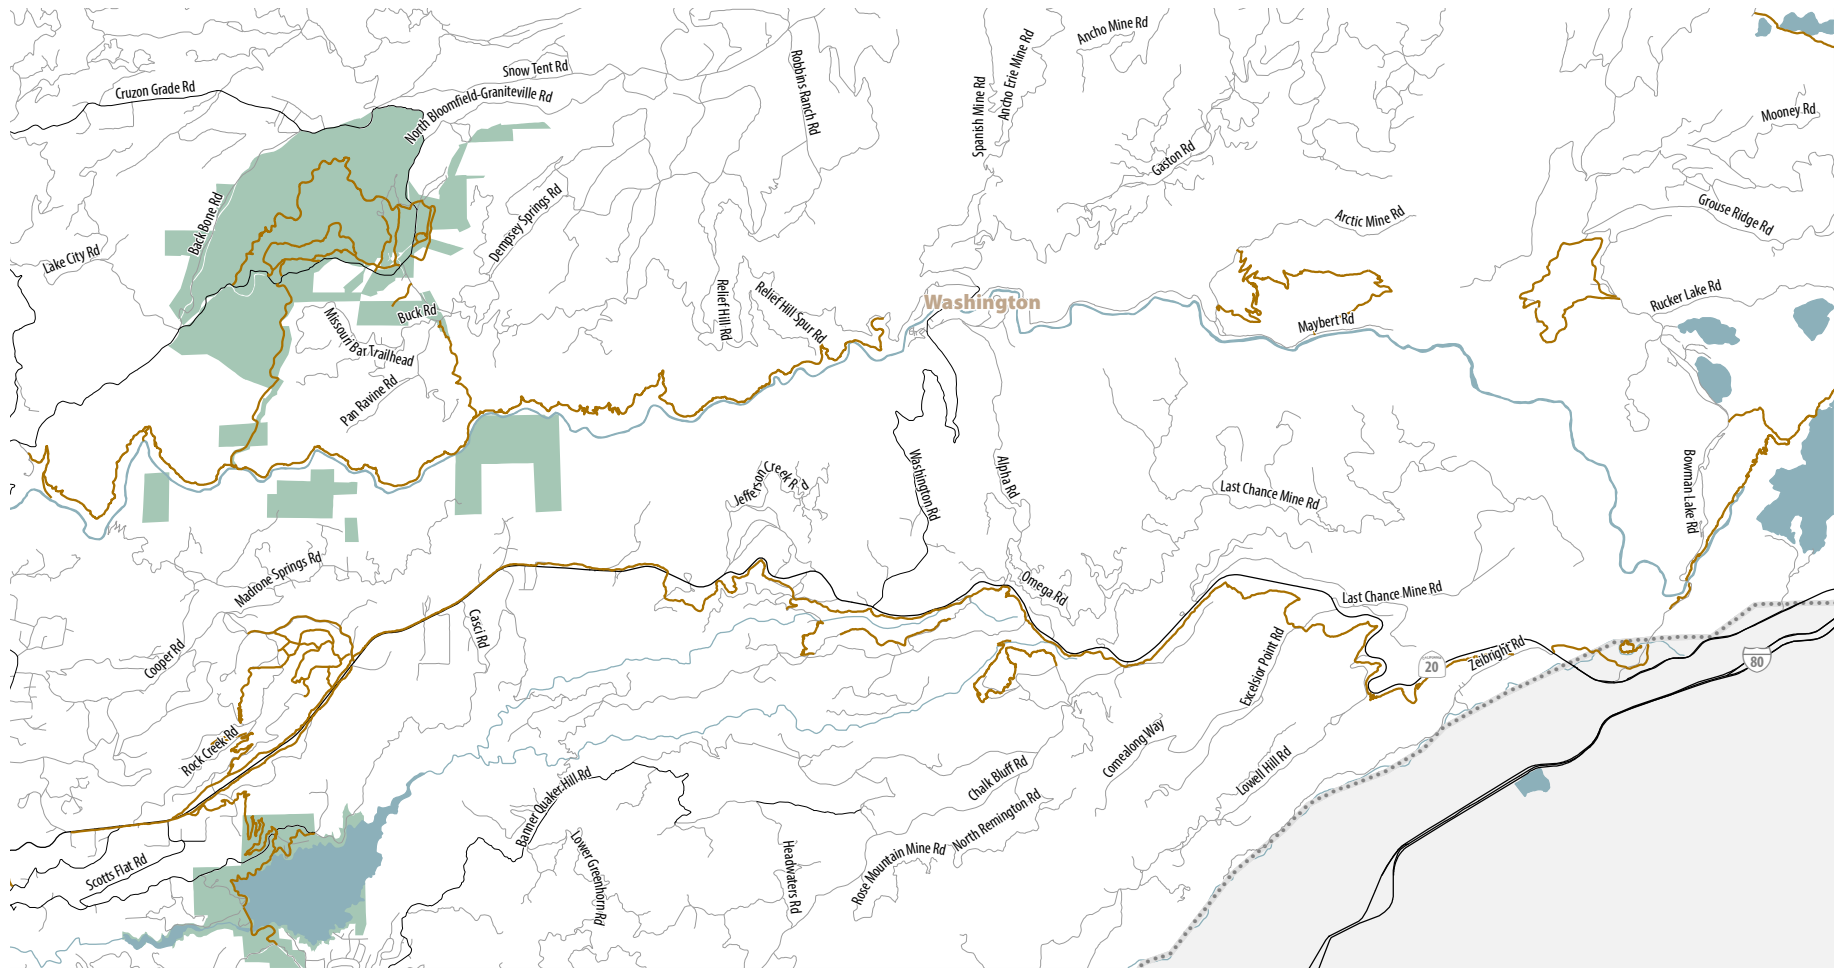 Ancho Mine Rd
Snow Tent Rd
Robbins Ranch Rd
Spanish Mine Rd
Ancho Erie Mine Rd
Cruzon Grade Rd
North Bloomfield-Graniteville Rd
Mooney Rd
Gaston Rd
Back Bone Rd
Dempsey Springs Rd
Arctic Mine Rd
Grouse Ridge Rd
Lake City Rd
Relief Hill Rd
Relief Hill Spur Rd
Washington
Rucker Lake Rd
Buck Rd
Maybert Rd
Missouri Bar Trailhead
Pan Ravine Rd
Jefferson Creek Rd
Washington Rd
Alpha Rd
Last Chance Mine Rd
Bowman Lake Rd
Madrone Springs Rd
Omega Rd
Last Chance Mine Rd
Casci Rd
Cooper Rd
Excelsior Point Rd
Zeibright Rd
20
80
Rock Creek Rd
Comealong Way
Lowell Hill Rd
Chalk Bluff Rd
Banner Quaker Hill Rd
North Remington Rd
Lower Greenhorn Rd
Headwaters Rd
Rose Mountain Mine Rd
Scotts Flat Rd